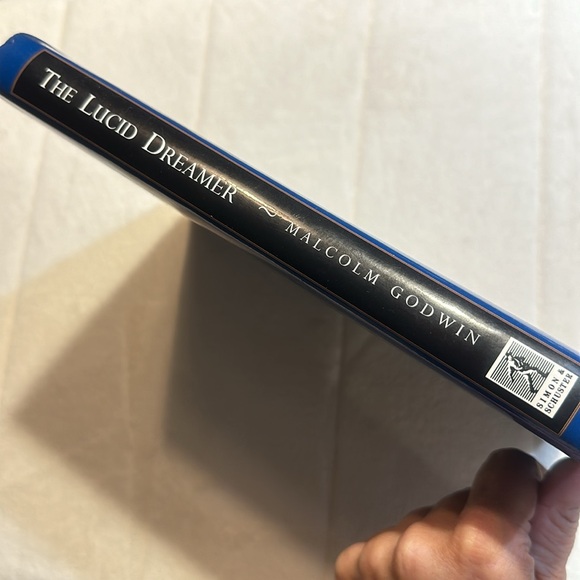 THE LUCID DREAMER ~ MALCOLM GODWIN
SIMON &
SCHUSTER